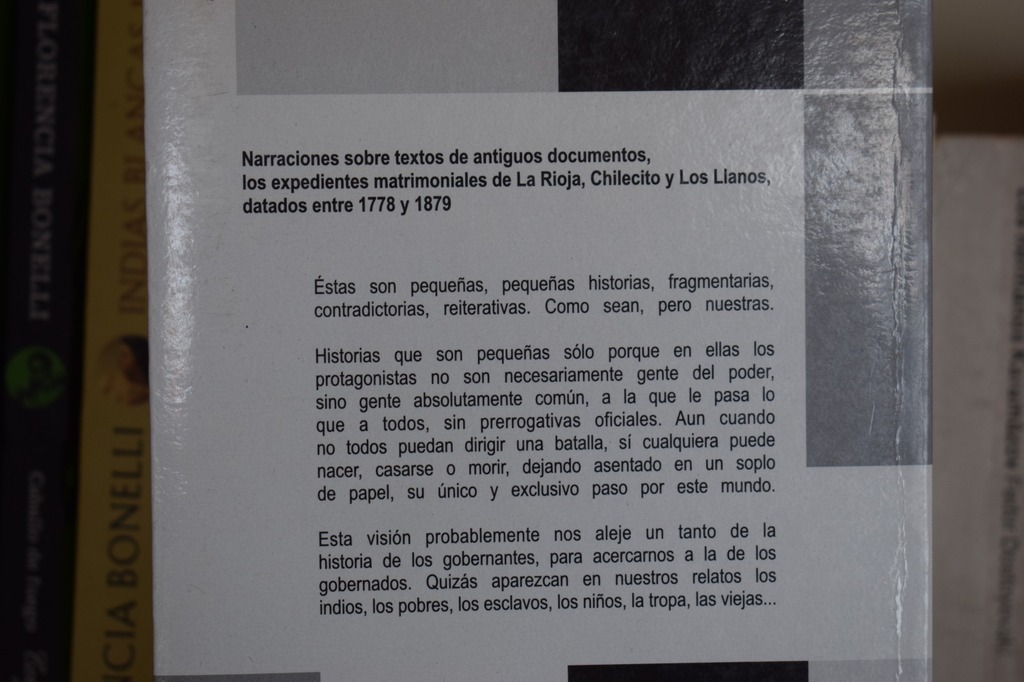 FLORENCIA BONELLI
Caballo de fuego
INDIAS BLANCAS
CIA BONELLI
Narraciones sobre textos de antiguos documentos,
los expedientes matrimoniales de La Rioja, Chilecito y Los Llanos,
datados entre 1778 y 1879
Éstas son pequeñas, pequeñas historias, fragmentarias,
contradictorias, reiterativas. Como sean, pero nuestras.
Historias que son pequeñas sólo porque en ellas los
protagonistas no son necesariamente gente del poder,
sino gente absolutamente común, a la que le pasa lo
que a todos, sin prerrogativas oficiales. Aun cuando
no todos puedan dirigir una batalla, sí cualquiera puede
nacer, casarse o morir, dejando asentado en un soplo
de papel, su único y exclusivo paso por este mundo.
Esta visión probablemente nos aleje un tanto de la
historia de los gobernantes, para acercarnos a la de los
gobernados. Quizás aparezcan en nuestros relatos los
indios, los pobres, los esclavos, los niños, la tropa, las viejas...